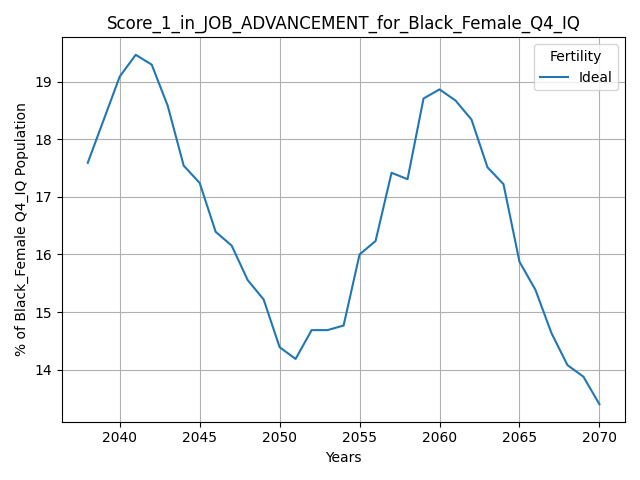 Score_1_in_JOB_ADVANCEMENT_for_Black_Female_Q4_IQ
Fertility
Ideal
% of Black_Female Q4_IQ Population
19
18
17
16
15
14
2040 2045 2050 2055 2060 2065 2070
Years